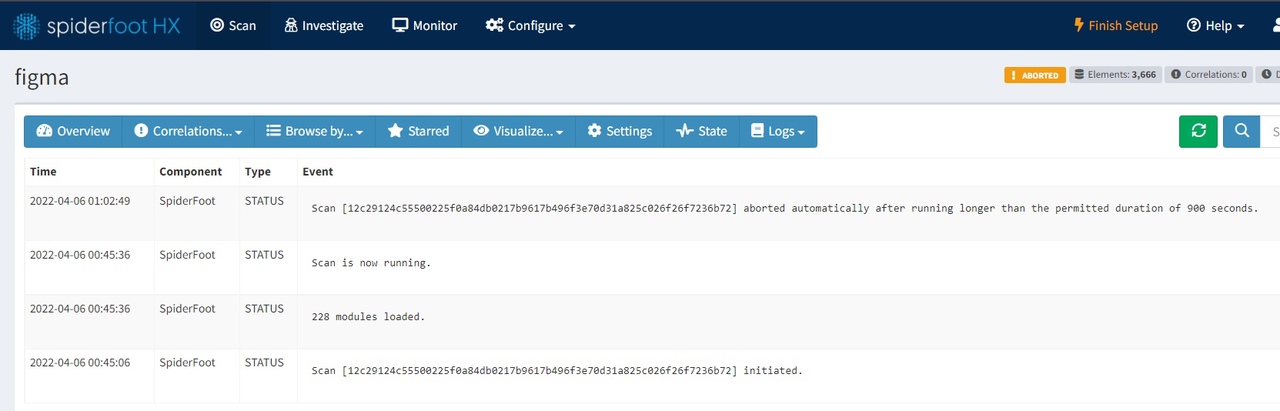 spiderfoot HX Scan Investigate Monitor Configure Finish Setup Help
figma ! ABORTED Elements: 3,666 Correlations: 0 D
Overview Correlations... Browse by... Starred Visualize... Settings State Logs S
Time Component Type Event
2022-04-06 01:02:49 SpiderFoot STATUS Scan [12c29124c55500225f0a84db0217b9617b496f3e70d31a825c026f26f7236b72] aborted automatically after running longer than the permitted duration of 900 seconds.
2022-04-06 00:45:36 SpiderFoot STATUS Scan is now running.
2022-04-06 00:45:36 SpiderFoot STATUS 228 modules loaded.
2022-04-06 00:45:06 SpiderFoot STATUS Scan [12c29124c55500225f0a84db0217b9617b496f3e70d31a825c026f26f7236b72] initiated.